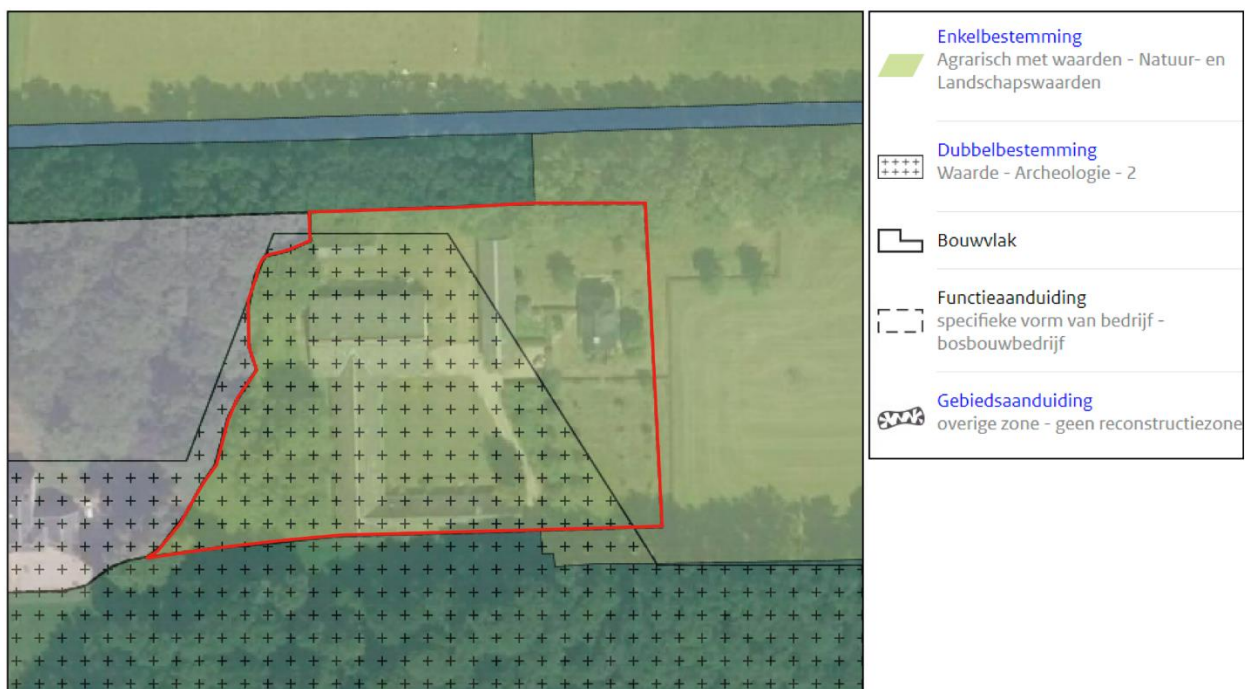 Enkelbestemming
Agrarisch met waarden - Natuur- en
Landschapswaarden
Dubbelbestemming
Waarde - Archeologie - 2
Bouwvlak
Functieaanduiding
specifieke vorm van bedrijf -
bosbouwbedrijf
Gebiedsaanduiding
overige zone - geen reconstructiezone